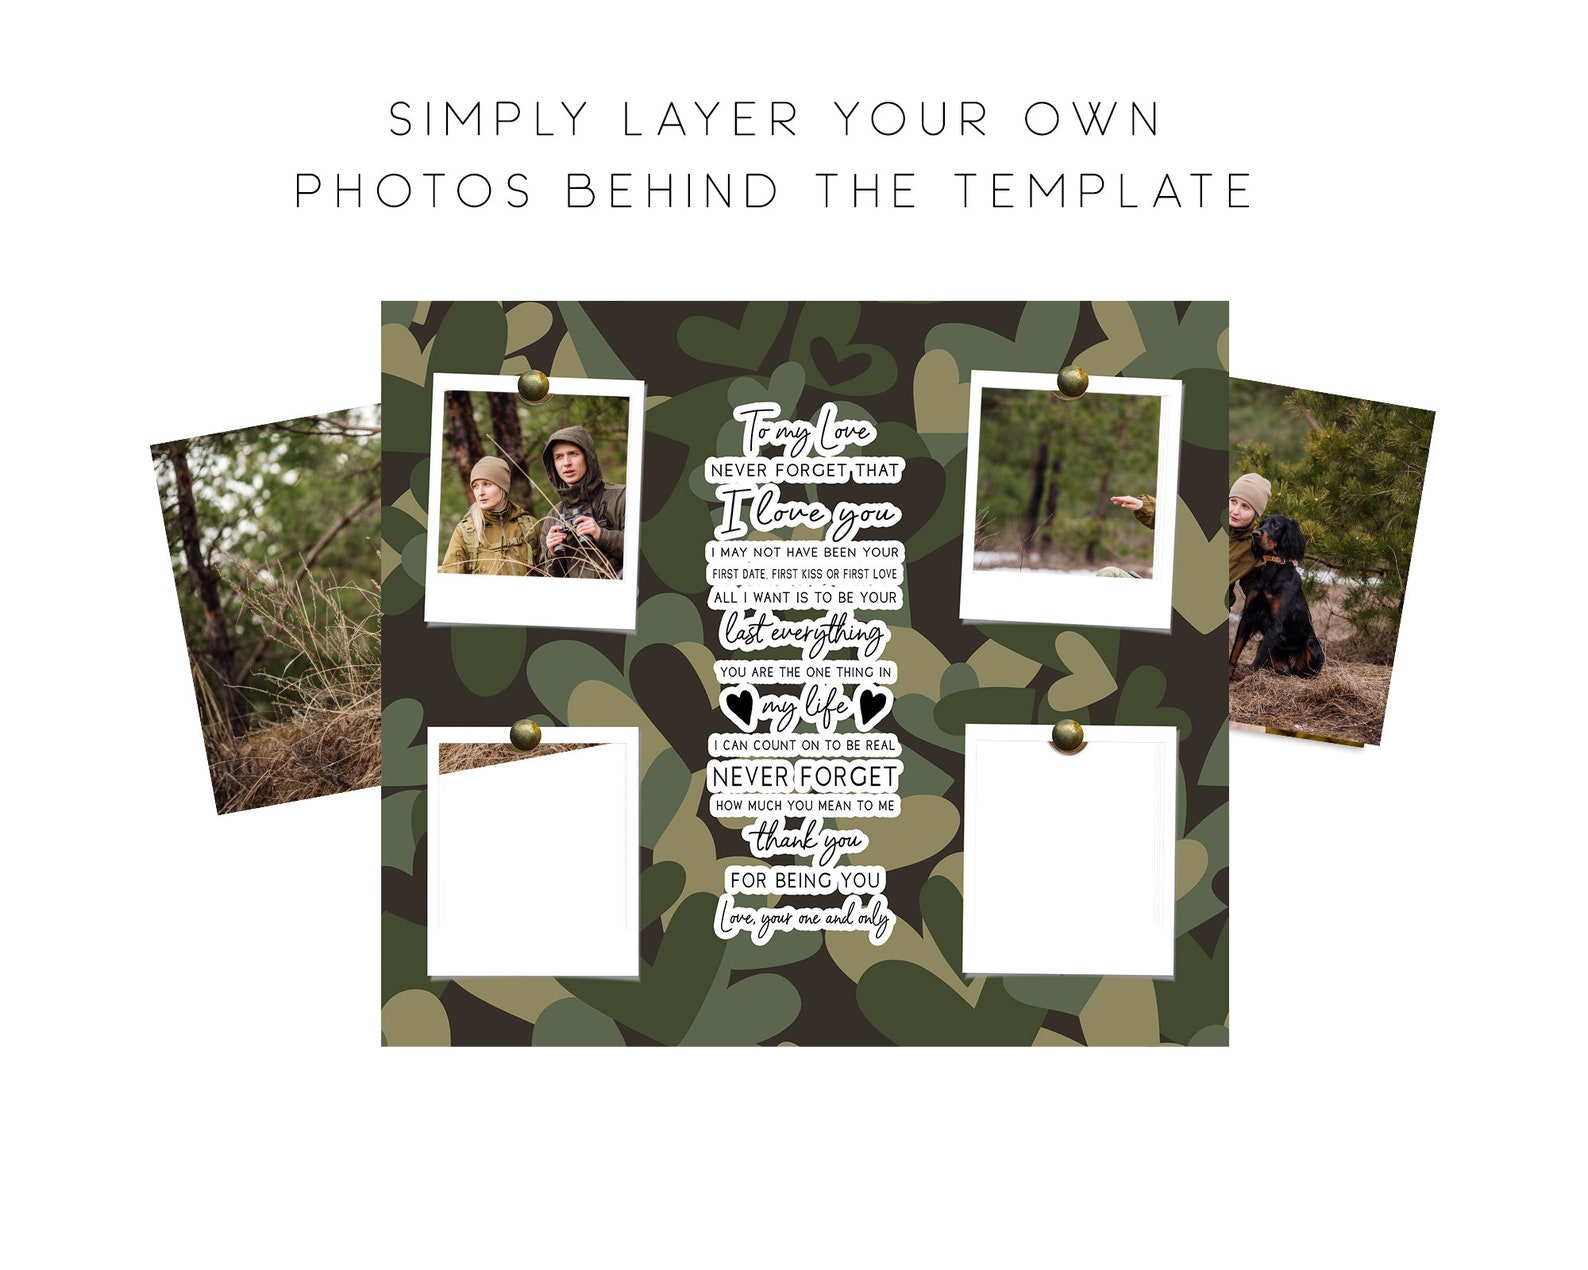 SIMPLY LAYER YOUR OWN
PHOTOS BEHIND THE TEMPLATE
To my Love
NEVER FORGET THAT
I love you
I MAY NOT HAVE BEEN YOUR
FIRST DATE, FIRST KISS OR FIRST LOVE
ALL I WANT IS TO BE YOUR
last everything
YOU ARE THE ONE THING IN
my life
I CAN COUNT ON TO BE REAL
NEVER FORGET
HOW MUCH YOU MEAN TO ME
thank you
FOR BEING YOU
Love, your one and only